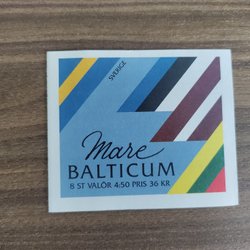 SVERIGE
Mare
BALTICUM
8 ST VALÖR 4:50 PRIS 36 KR